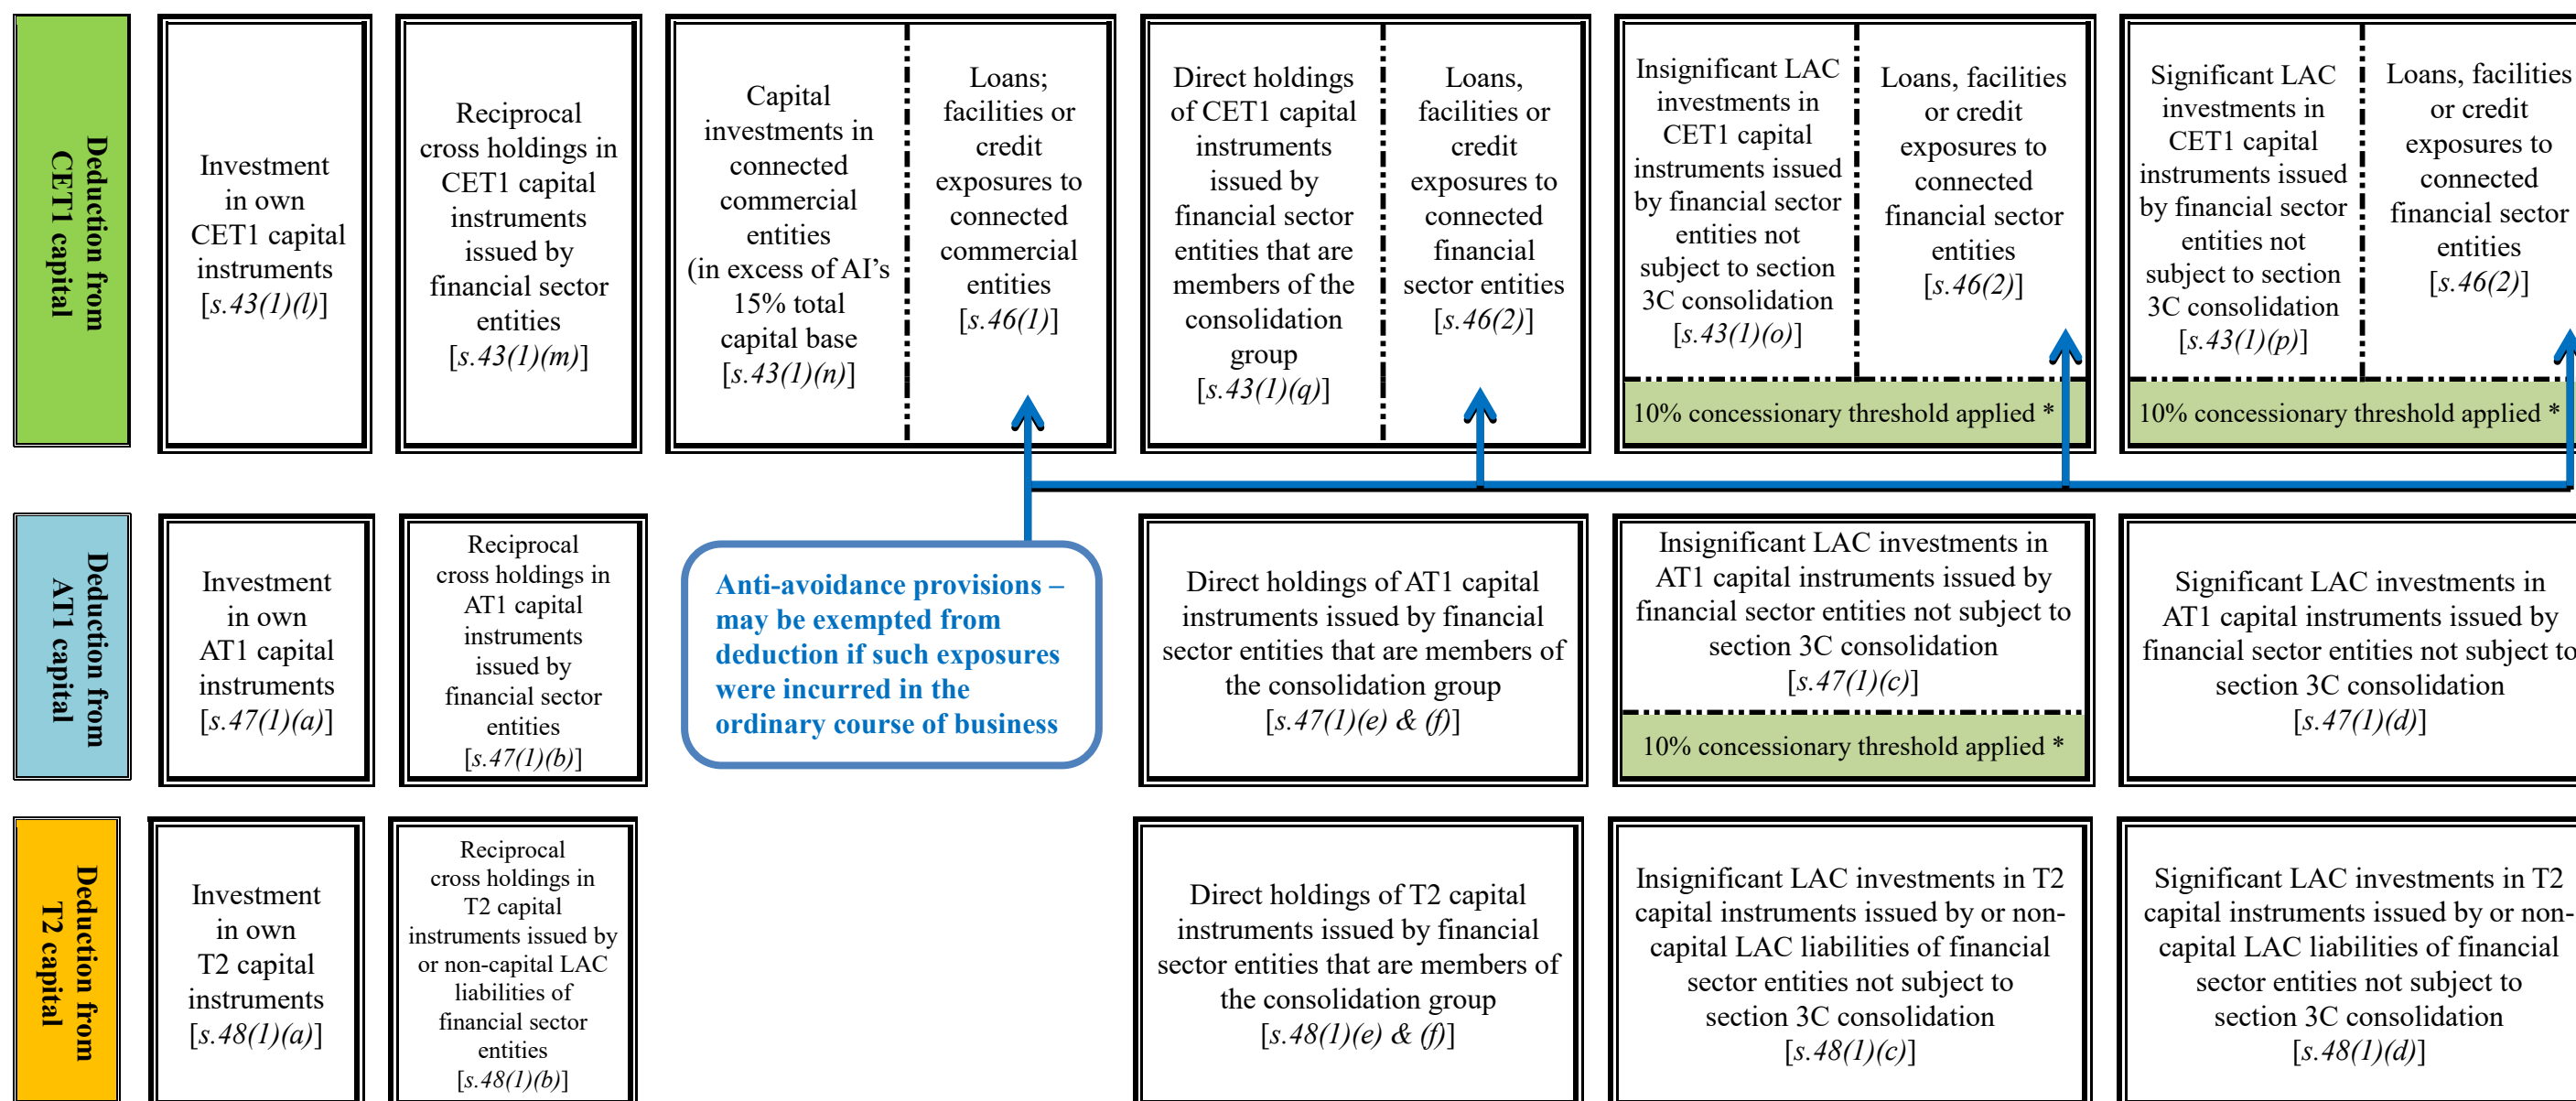 Deduction from
CET1 capital
Investment
in own
CET1 capital
instruments
[s.43(1)(l)]
Reciprocal
cross holdings in
CET1 capital
instruments
issued by
financial sector
entities
[s.43(1)(m)]
Capital
investments in
connected
commercial
entities
(in excess of AI’s
15% total
capital base
[s.43(1)(n)]
Loans;
facilities or
credit
exposures to
connected
commercial
entities
[s.46(1)]
Direct holdings
of CET1 capital
instruments
issued by
financial sector
entities that are
members of the
consolidation
group
[s.43(1)(q)]
Loans,
facilities or
credit
exposures to
connected
financial
sector entities
[s.46(2)]
Insignificant LAC
investments in
CET1 capital
instruments issued
by financial sector
entities not
subject to section
3C consolidation
[s.43(1)(o)]
Loans, facilities
or credit
exposures to
connected
financial sector
entities
[s.46(2)]
10% concessionary threshold applied *
Significant LAC
investments in
CET1 capital
instruments issued
by financial sector
entities not
subject to section
3C consolidation
[s.43(1)(p)]
Loans, facilities
or credit
exposures to
connected
financial sector
entities
[s.46(2)]
10% concessionary threshold applied *
Deduction from
AT1 capital
Investment
in own
AT1 capital
instruments
[s.47(1)(a)]
Reciprocal
cross holdings in
AT1 capital
instruments
issued by
financial sector
entities
[s.47(1)(b)]
Anti-avoidance provisions –
may be exempted from
deduction if such exposures
were incurred in the
ordinary course of business
Direct holdings of AT1 capital
instruments issued by financial
sector entities that are members of
the consolidation group
[s.47(1)(e) & (f)]
Insignificant LAC investments in
AT1 capital instruments issued by
financial sector entities not subject to
section 3C consolidation
[s.47(1)(c)]
10% concessionary threshold applied *
Significant LAC investments in
AT1 capital instruments issued by
financial sector entities not subject to
section 3C consolidation
[s.47(1)(d)]
Deduction from
T2 capital
Investment
in own
T2 capital
instruments
[s.48(1)(a)]
Reciprocal
cross holdings in
T2 capital
instruments issued by
or non-capital LAC
liabilities of
financial sector
entities
[s.48(1)(b)]
Direct holdings of T2 capital
instruments issued by financial
sector entities that are members of
the consolidation group
[s.48(1)(e) & (f)]
Insignificant LAC investments in T2
capital instruments issued by or non-
capital LAC liabilities of financial
sector entities not subject to
section 3C consolidation
[s.48(1)(c)]
Significant LAC investments in T2
capital instruments issued by or non-
capital LAC liabilities of financial
sector entities not subject to
section 3C consolidation
[s.48(1)(d)]